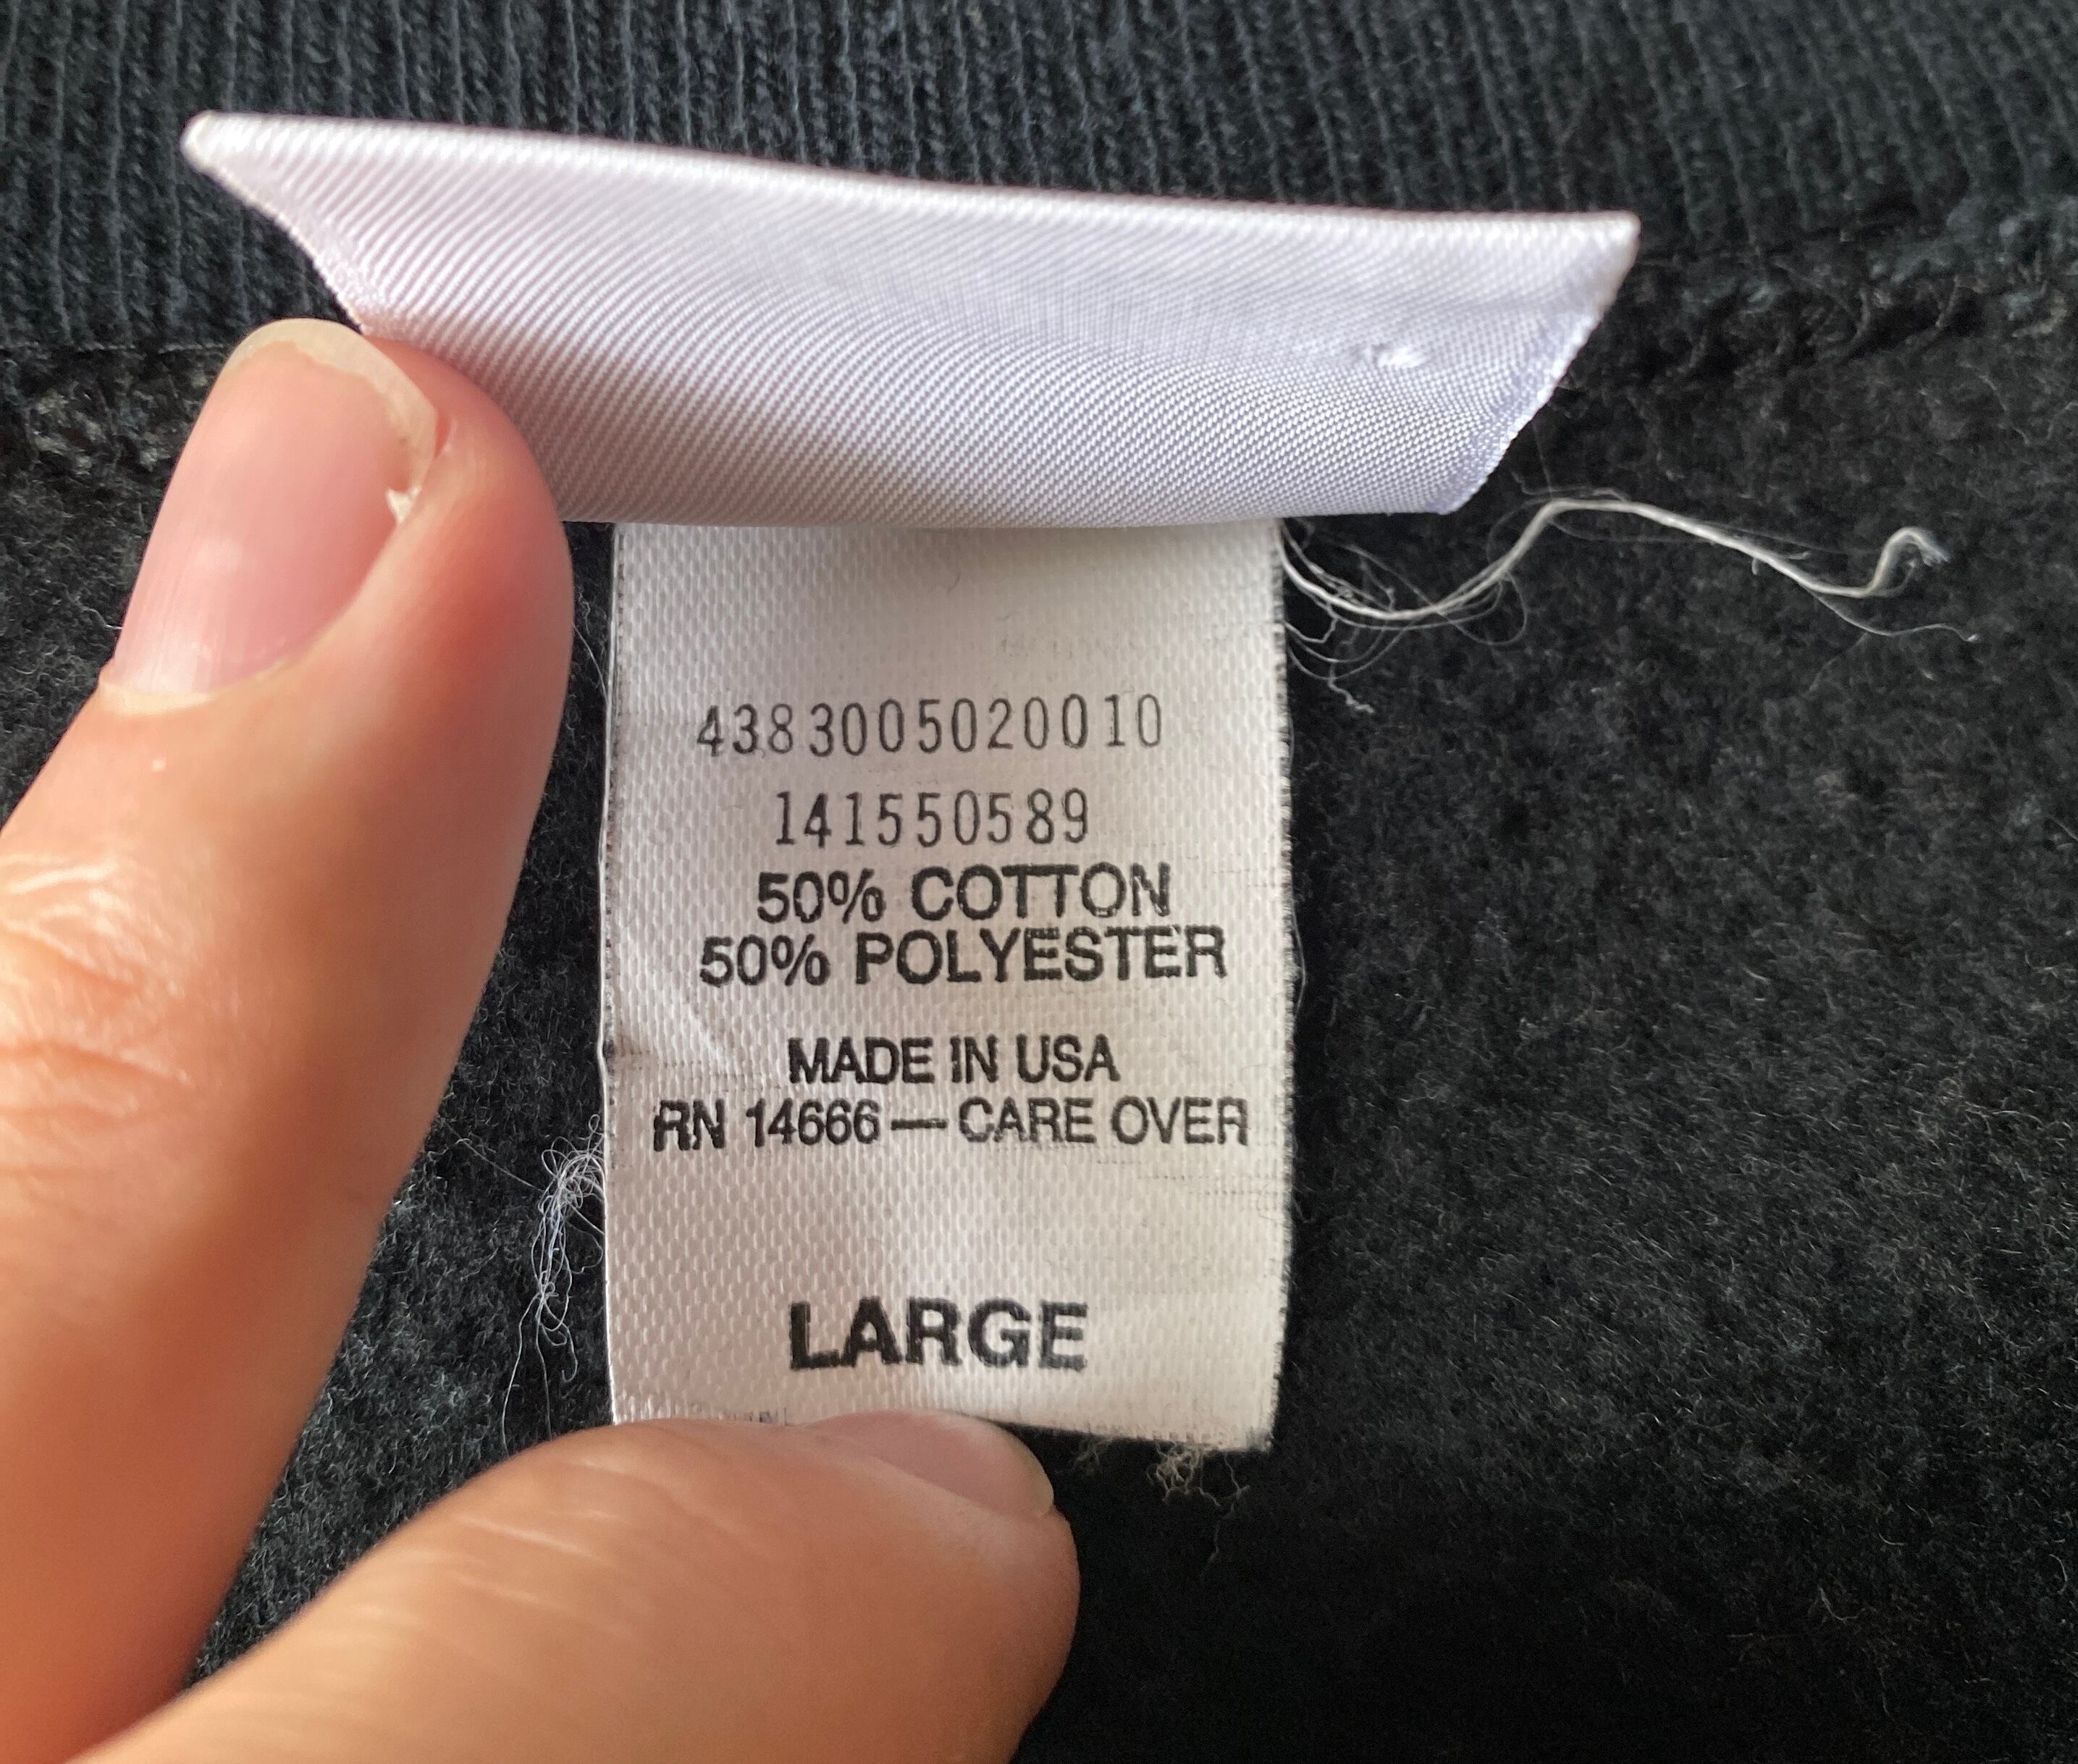 4383005020010
141550589
50% COTTON
50% POLYESTER
MADE IN USA
RN 14666 — CARE OVER
LARGE